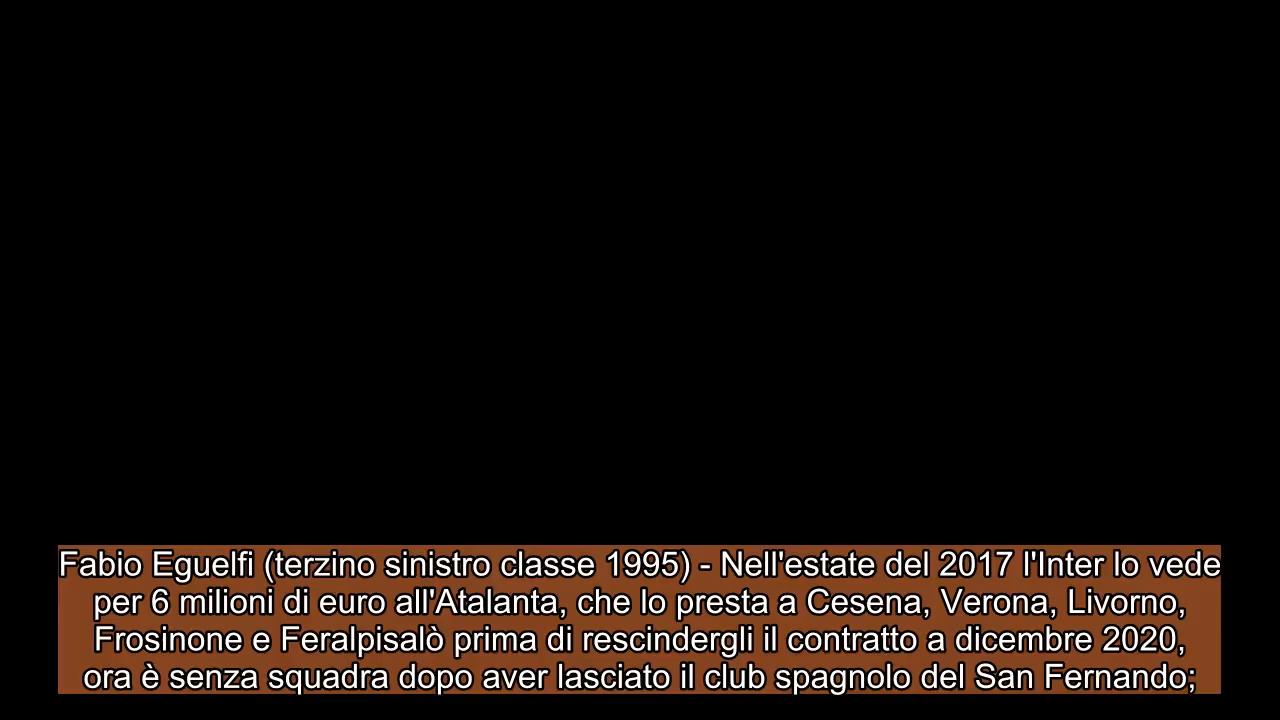 Fabio Eguelfi (terzino sinistro classe 1995) - Nell'estate del 2017 l'Inter lo vede
per 6 milioni di euro all'Atalanta, che lo presta a Cesena, Verona, Livorno,
Frosinone e Feralpisalò prima di rescindergli il contratto a dicembre 2020,
ora è senza squadra dopo aver lasciato il club spagnolo del San Fernando;